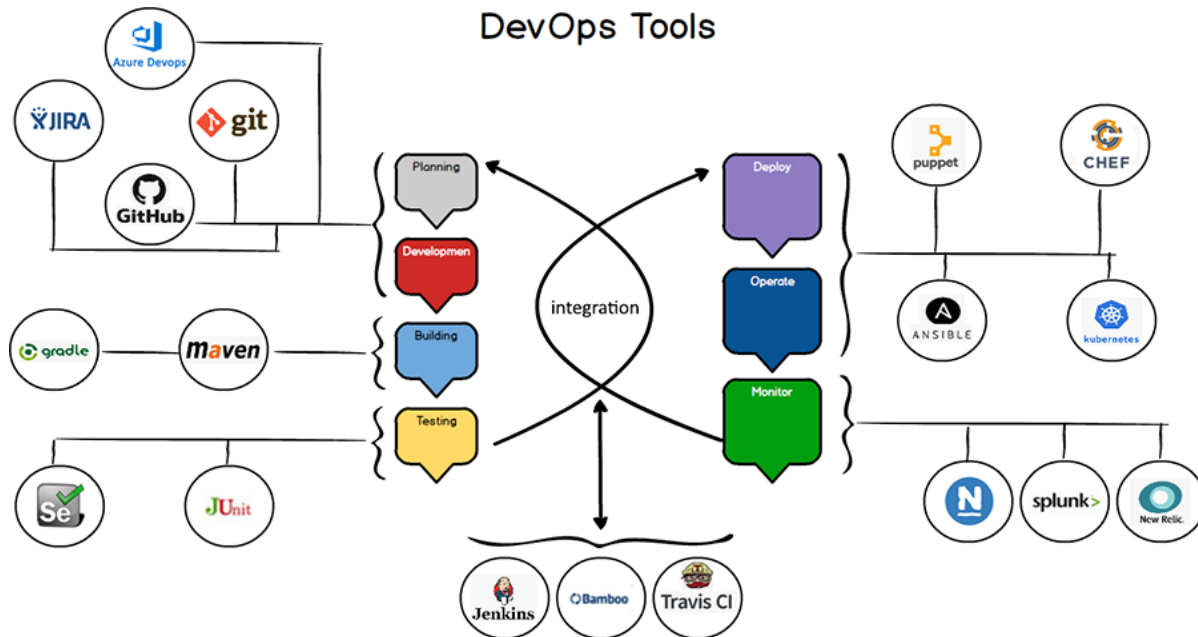 DevOps Tools
Azure Devops
JIRA
git
GitHub
Planning
Developmen
Building
Testing
gradle
maven
Se
JUnit
integration
Deploy
Operate
Monitor
puppet
CHEF
ANSIBLE
kubernetes
N
splunk>
New Relic.
Jenkins
Bamboo
Travis CI